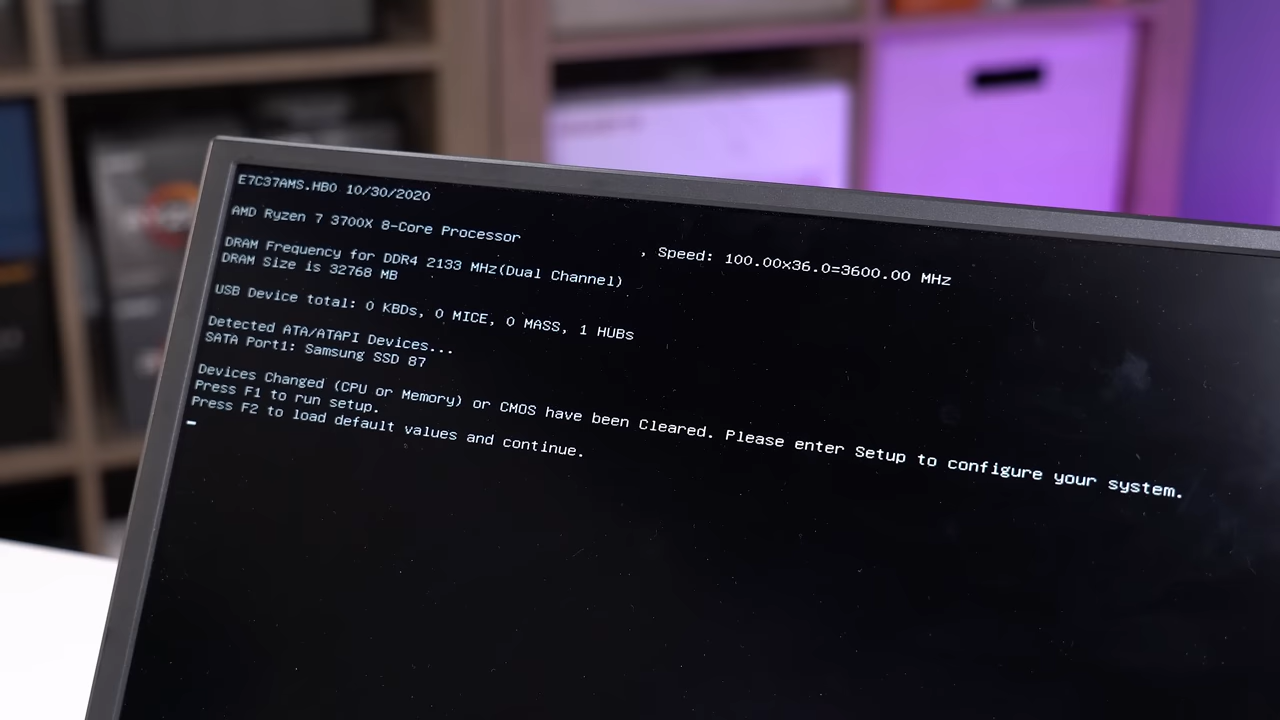 E7C37AMS.HB0 10/30/2020
AMD Ryzen 7 3700X 8-Core Processor , Speed: 100.00x36.0=3600.00 MHz
DRAM Frequency for DDR4 2133 MHz(Dual Channel)
DRAM Size is 32768 MB
USB Device total: 0 KBDs, 0 MICE, 0 MASS, 1 HUBs
Detected ATA/ATAPI Devices...
SATA Port1: Samsung SSD 87
Devices Changed (CPU or Memory) or CMOS have been Cleared. Please enter Setup to configure your system.
Press F1 to run setup.
Press F2 to load default values and continue.